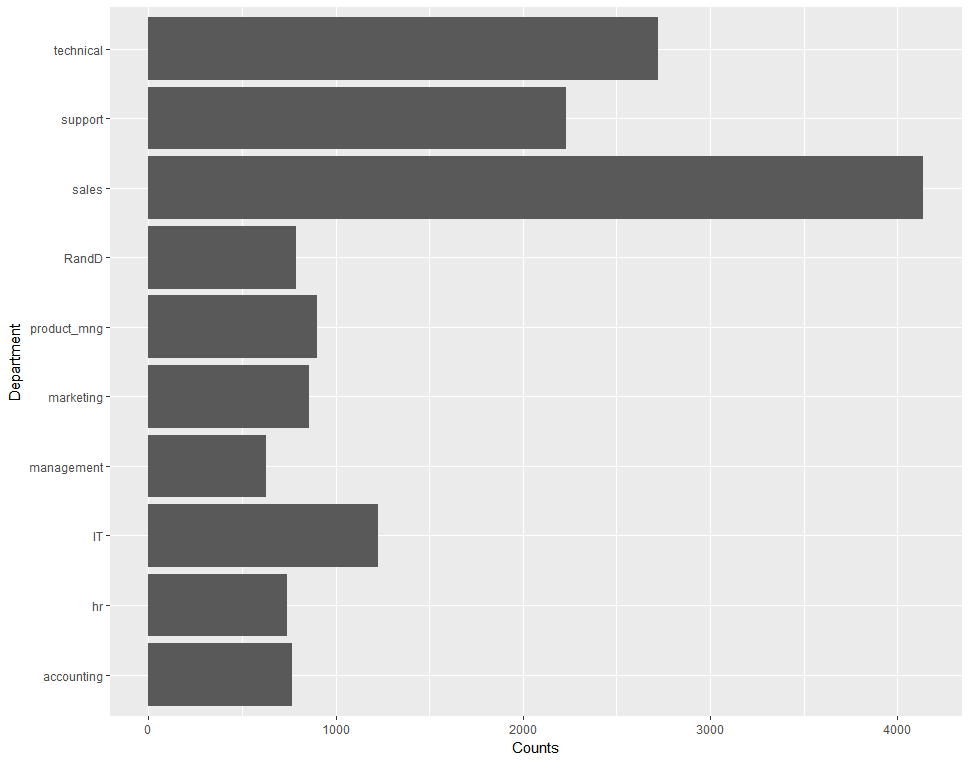 technical
support
sales
RandD
product_mng
marketing
management
IT
hr
accounting
Department
0 1000 2000 3000 4000
Counts